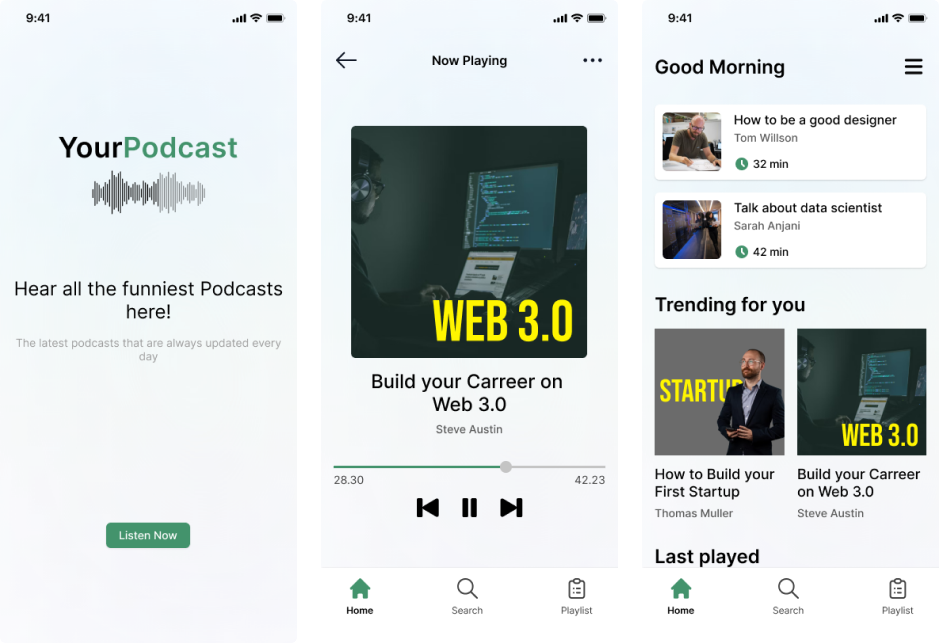 9:41
YourPodcast
Hear all the funniest Podcasts
here!
The latest podcasts that are always updated every
day
Listen Now
9:41
Now Playing
WEB 3.0
Build your Carreer on
Web 3.0
Steve Austin
28.30
42.23
Home
Search
Playlist
9:41
Good Morning
How to be a good designer
Tom Willson
32 min
Talk about data scientist
Sarah Anjani
42 min
Trending for you
STARTUP
WEB 3.0
How to Build your
First Startup
Thomas Muller
Build your Carreer
on Web 3.0
Steve Austin
Last played
Home
Search
Playlist